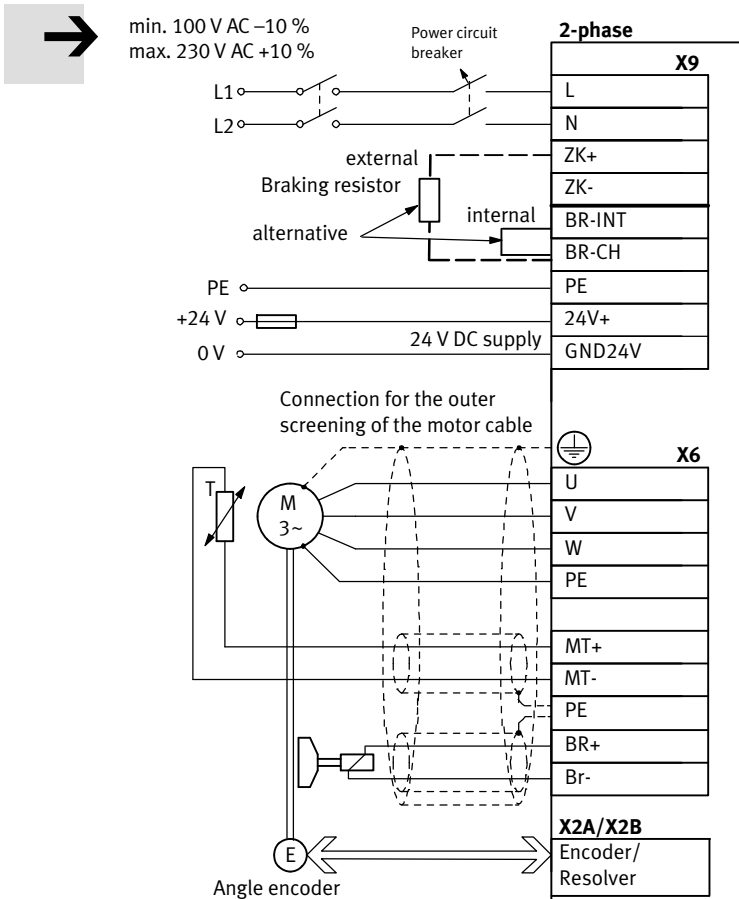 min. 100 V AC –10 %
max. 230 V AC +10 %
Power circuit
breaker
2-phase
X9
L1
L
L2
N
external
ZK+
Braking resistor
ZK-
internal
BR-INT
alternative
BR-CH
PE
PE
+24 V
24V+
24 V DC supply
0 V
GND24V
Connection for the outer
screening of the motor cable
X6
T
M
3~
U
V
W
PE
MT+
MT-
PE
BR+
Br-
X2A/X2B
E
Encoder/
Resolver
Angle encoder